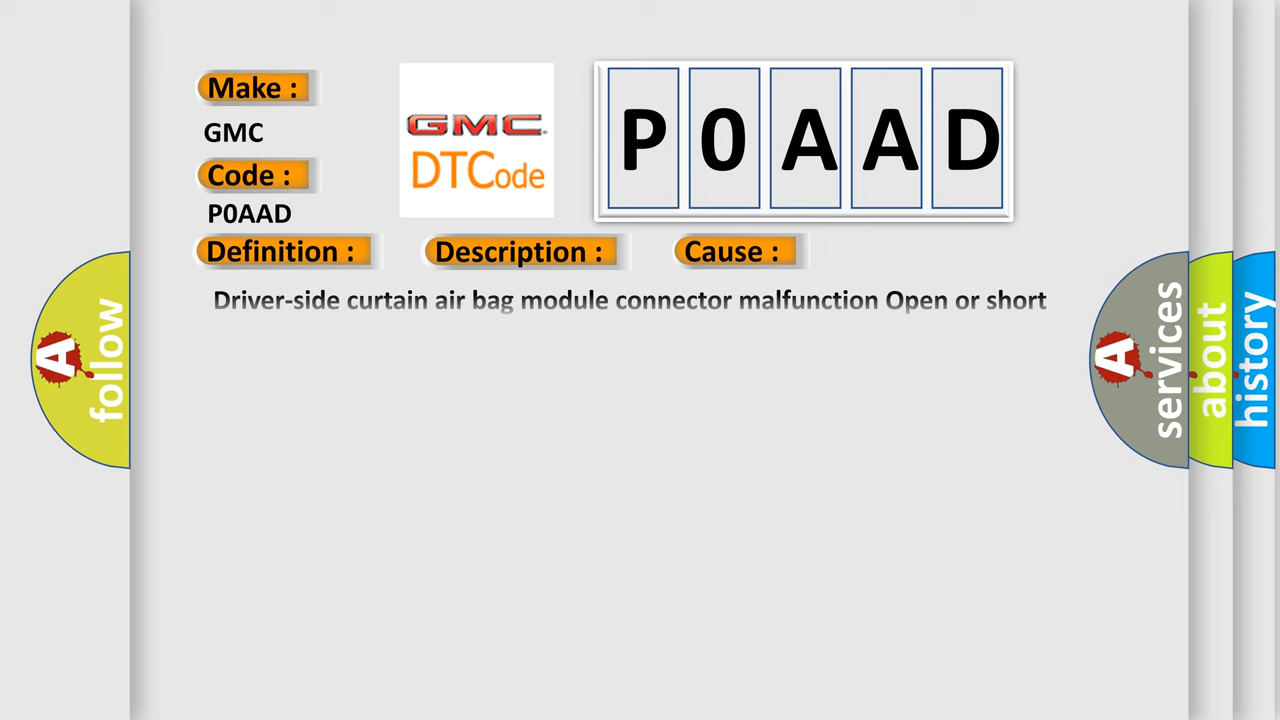 Make :
GMC
Code :
P0AAD
GMC
DTCode
P0AAD
Definition :
Description :
Cause :
Driver-side curtain air bag module connector malfunction Open or short
A follow
A services
about
history